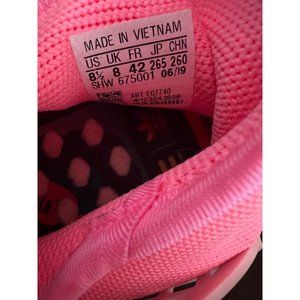 MADE IN VIETNAM
US UK FR JP CHN
8½ 8 42 265 260
SHW 675001 06/19
ART EG7740